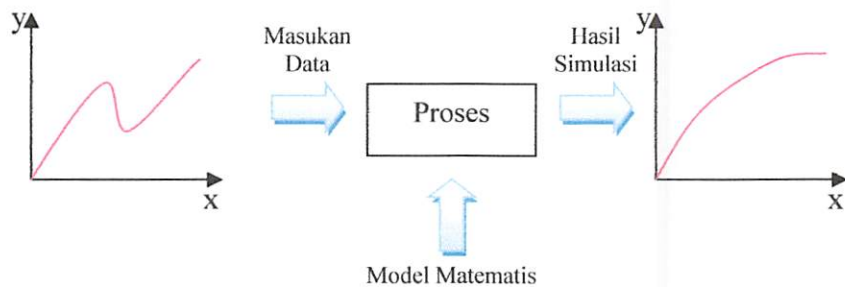 y
x
Masukan
Data
Proses
Model Matematis
Hasil
Simulasi
y
x